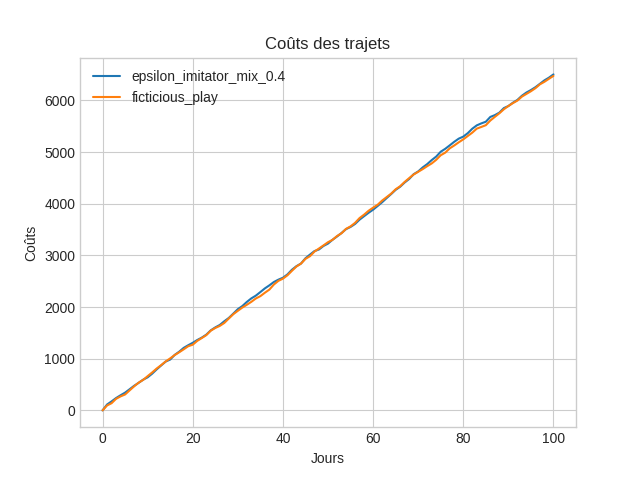 Coûts des trajets
epsilon_imitator_mix_0.4
ficticious_play
Coûts
6000
5000
4000
3000
2000
1000
0
0 20 40 60 80 100
Jours